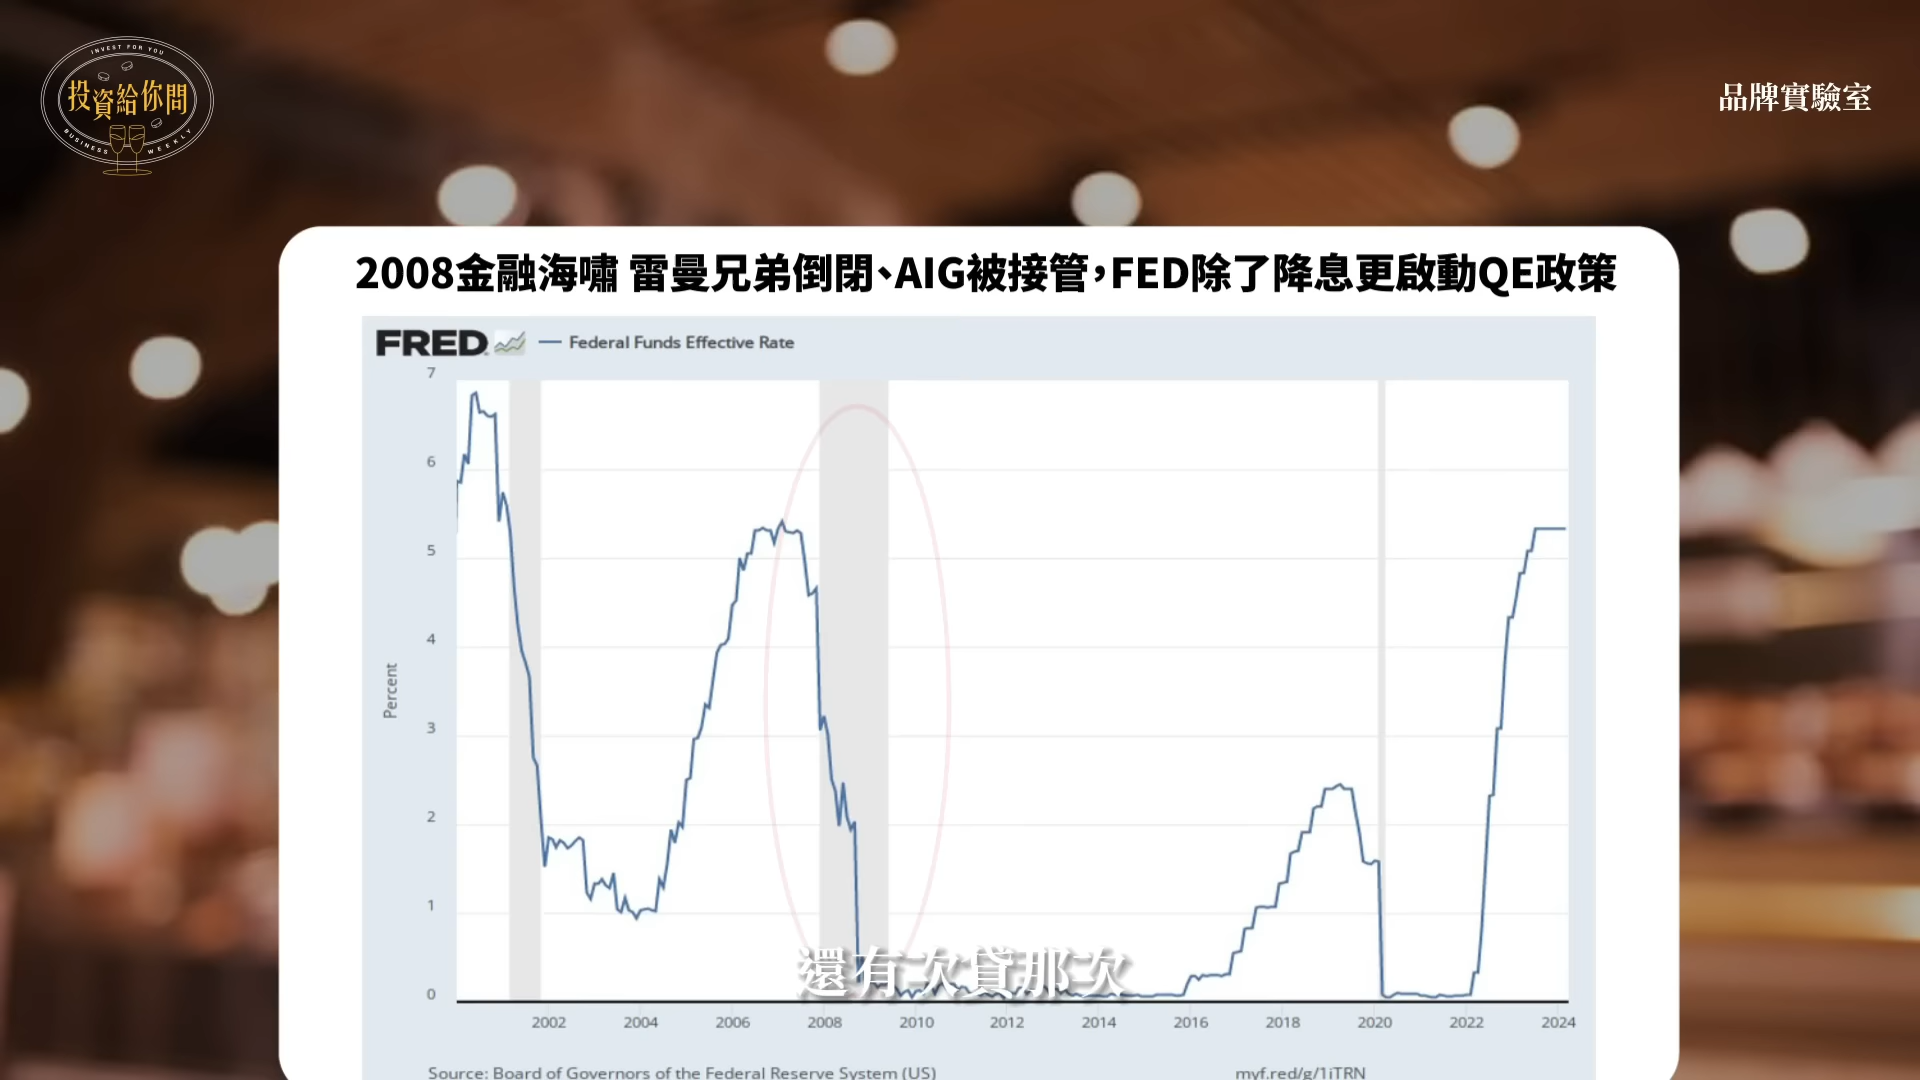 INVEST FOR YOU
投資給你問
BUSINESS WEEKLY
品牌實驗室
2008金融海嘯 雷曼兄弟倒閉、AIG被接管，FED除了降息更啟動QE政策
FRED
Federal Funds Effective Rate
7
6
5
4
3
2
1
0
Percent
2002 2004 2006 2008 2010 2012 2014 2016 2018 2020 2022 2024
還有次貸那次
Source: Board of Governors of the Federal Reserve System (US)
myf.red/g/1iTRN